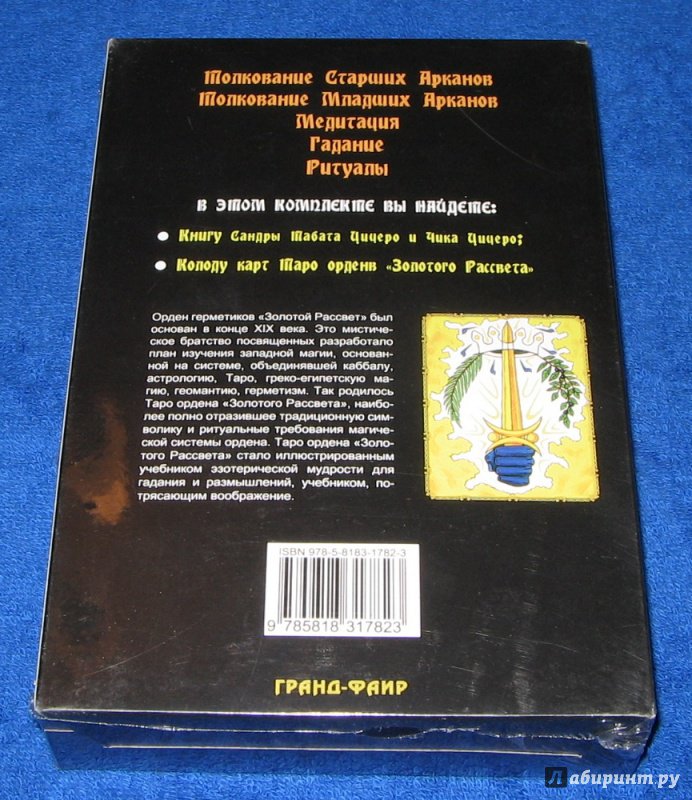 Толкование Старших Арканов
Толкование Младших Арканов
Медитация
Гадание
Ритуалы
В ЭТОМ КОМПЛЕКТЕ ВЫ НАЙДЕТЕ:
• Книгу Сандры Табата Цицеро и Чика Цицеро;
• Колоду карт Таро орденв «Золотого Рассвета»
Орден герметиков «Золотой Рассвет» был
основан в конце XIX века. Это мистиче-
ское братство посвященных разработало
план изучения западной магии, основан-
ной на системе, объединявшей каббалу,
астрологию, Таро, греко-египетскую ма-
гию, геомантию, герметизм. Так родилось
Таро ордена «Золотого Рассвета», наибо-
лее полно отразившее традиционную сим-
волику и ритуальные требования магиче-
ской системы ордена. Таро ордена «Золо-
того Рассвета» стало иллюстрированным
учебником эзотерической мудрости для
гадания и размышлений, учебником, по-
трясающим воображение.
ISBN 978-5-8183-1782-3
9 785818 317823
ГРАНД-ФАИР
Лабиринт.ру